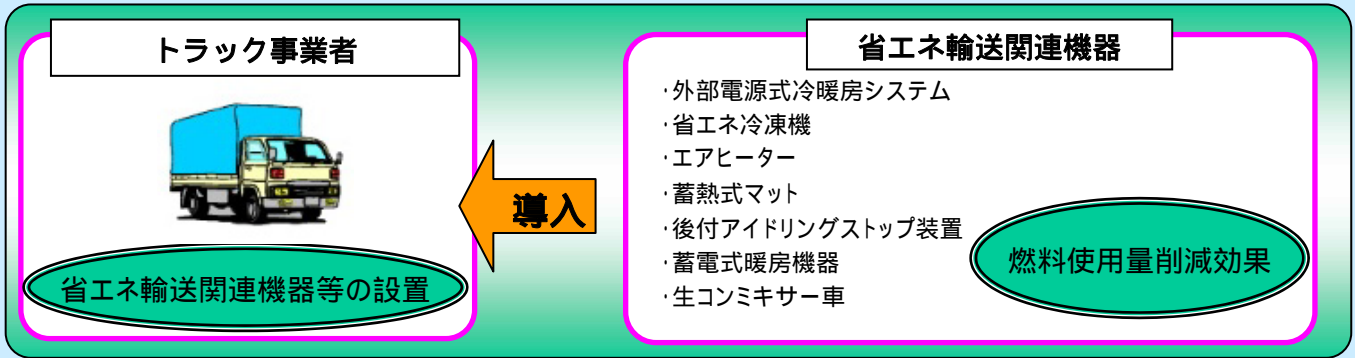 トラック事業者
省エネ輸送関連機器等の設置
導入
省エネ輸送関連機器
・外部電源式冷暖房システム
・省エネ冷凍機
・エアヒーター
・蓄熱式マット
・後付アイドリングストップ装置
・蓄電式暖房機器
・生コンミキサー車
燃料使用量削減効果